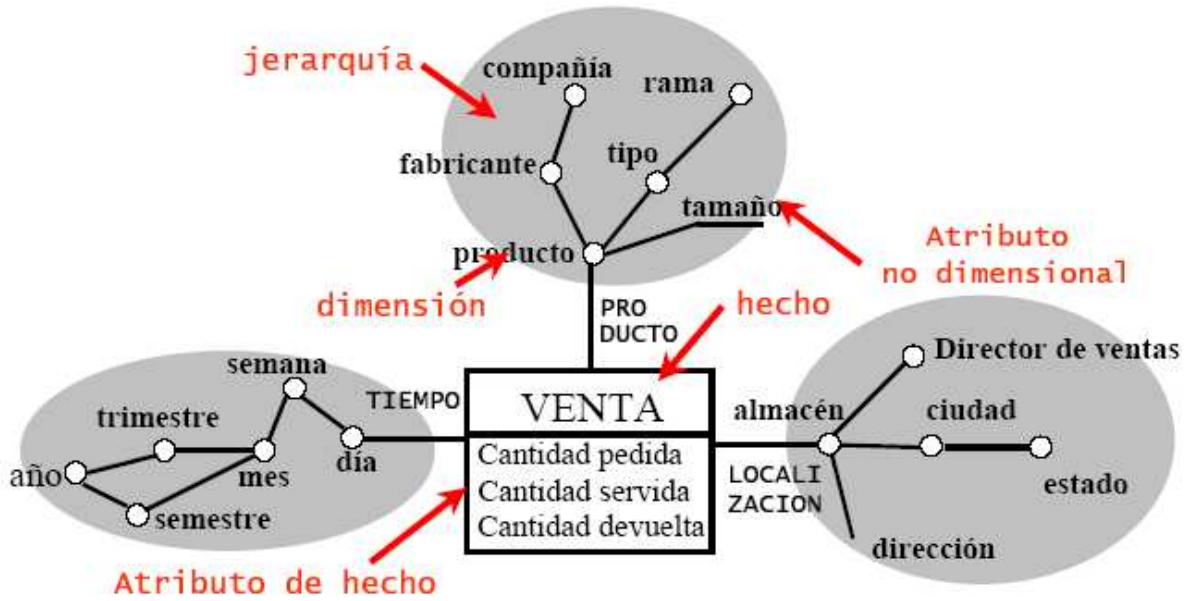 jerarquía
compañía
rama
fabricante
tipo
tamaño
producto
Atributo
no dimensional
dimensión
PRO
DUCTO
hecho
semana
TIEMPO
trimestre
año
mes
día
semestre
VENTA
Cantidad pedida
Cantidad servida
Cantidad devuelta
Director de ventas
almacén
ciudad
LOCALI
ZACION
estado
dirección
Atributo de hecho